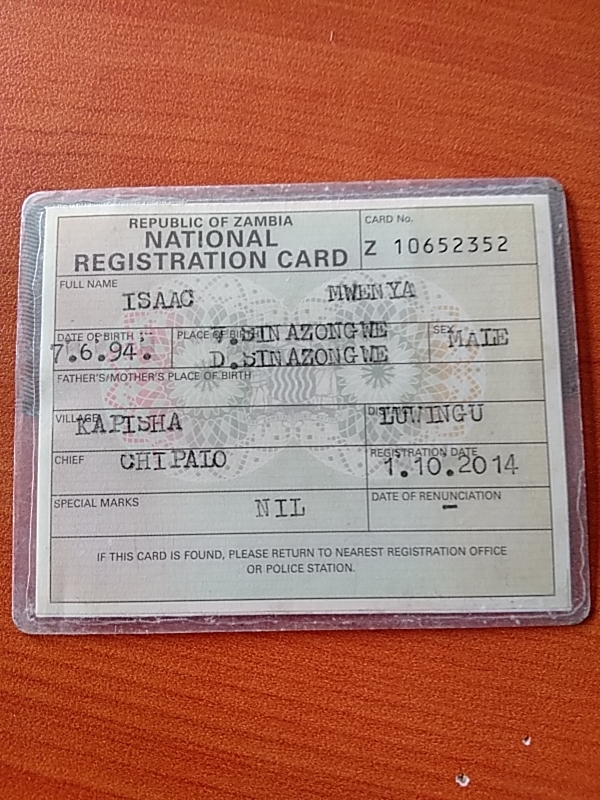 REPUBLIC OF ZAMBIA
NATIONAL
REGISTRATION CARD
CARD No.
Z 10652352
FULL NAME
ISAAC MWENYA
DATE OF BIRTH
7.6.94.
PLACE OF BIRTH
V.SINAZONGWE
D.SINAZONGWE
SEX
MALE
FATHER'S/MOTHER'S PLACE OF BIRTH
VILLAGE
KAPISHA
LUWINGU
CHIEF
CHIPALO
REGISTRATION DATE
1.10.2014
SPECIAL MARKS
NIL
DATE OF RENUNCIATION
–
IF THIS CARD IS FOUND, PLEASE RETURN TO NEAREST REGISTRATION OFFICE
OR POLICE STATION.